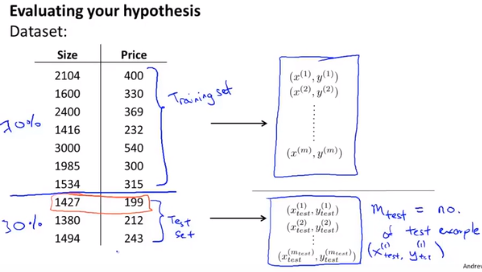 Evaluating your hypothesis
Dataset:
Size Price
2104 400
1600 330
2400 369
1416 232
3000 540
1985 300
1534 315
1427 199
1380 212
1494 243
70%
30%
Training set
Test set
(x^{(1)}, y^{(1)})
(x^{(2)}, y^{(2)})
⋮
(x^{(m)}, y^{(m)})
(x_{test}^{(1)}, y_{test}^{(1)})
(x_{test}^{(2)}, y_{test}^{(2)})
⋮
(x_{test}^{(m_{test})}, y_{test}^{(m_{test})})
m_{test} = no.
of test example
(x_{test}^{(1)}, y_{test}^{(1)})
Andrew